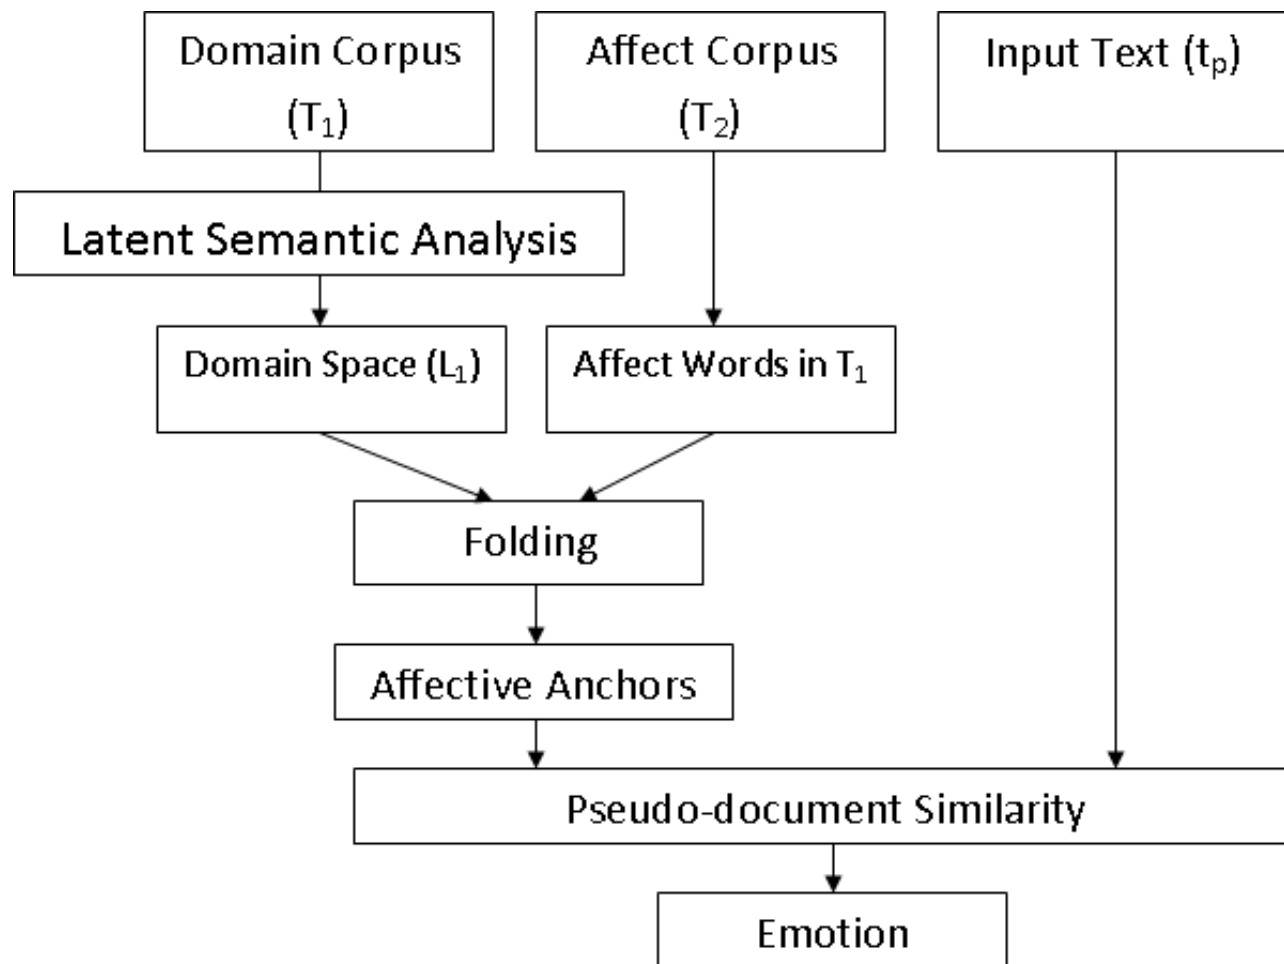 Domain Corpus
(T₁)
Affect Corpus
(T₂)
Input Text (tₚ)
Latent Semantic Analysis
Domain Space (L₁)
Affect Words in T₁
Folding
Affective Anchors
Pseudo-document Similarity
Emotion